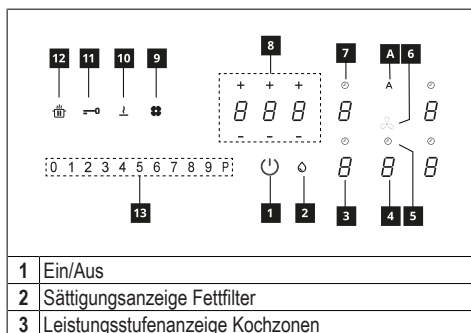 12 11 10 9 8 7 A 6
+ + + A
8 8 8 8 8
- - -
0 1 2 3 4 5 6 7 8 9 P 8 8 8
13 1 2 3 4 5
1 Ein/Aus
2 Sättigungsanzeige Fettfilter
3 Leistungsstufenanzeige Kochzonen